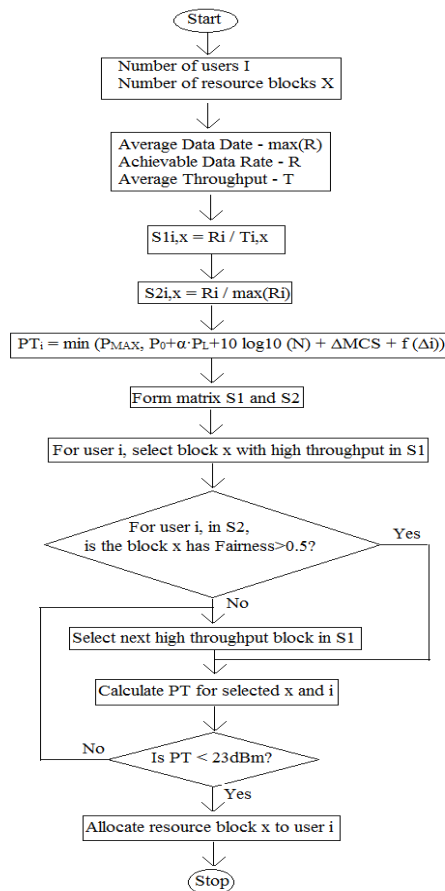 Start
Number of users I
Number of resource blocks X
Average Data Date - max(R)
Achievable Data Rate - R
Average Throughput - T
S1i,x = Ri / Ti,x
S2i,x = Ri / max(Ri)
PTi = min (PMAX, P0+α·PL+10 log10 (N) + ΔMCS + f (Δi))
Form matrix S1 and S2
For user i, select block x with high throughput in S1
For user i, in S2,
is the block x has Fairness>0.5?
Yes
No
Select next high throughput block in S1
Calculate PT for selected x and i
No
Is PT < 23dBm?
Yes
Allocate resource block x to user i
Stop